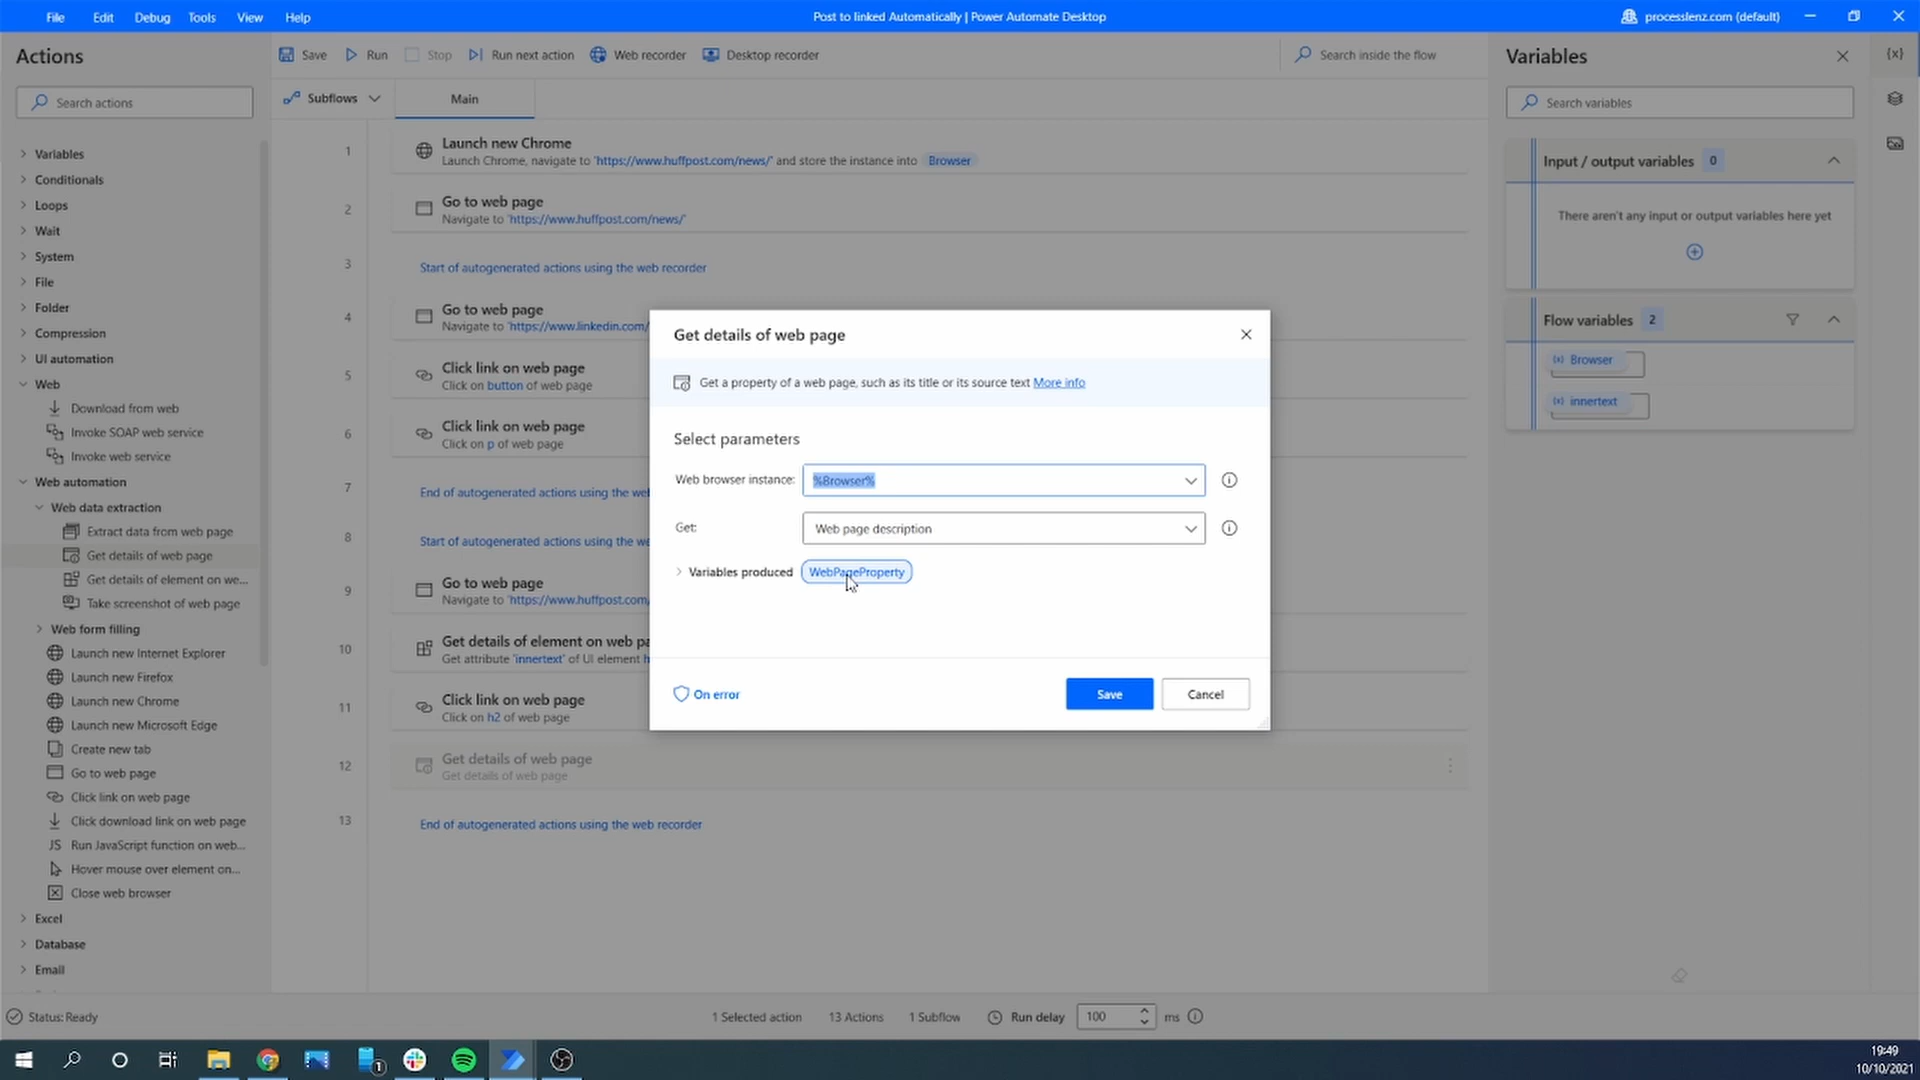 File Edit Debug Tools View Help
Post to linked Automatically | Power Automate Desktop
processlenz.com (default)
Actions
Search actions
Variables
Conditionals
Loops
Wait
System
File
Folder
Compression
UI automation
Web
Download from web
Invoke SOAP web service
Invoke web service
Web automation
Web data extraction
Extract data from web page
Get details of web page
Get details of element on we...
Take screenshot of web page
Web form filling
Launch new Internet Explorer
Launch new Firefox
Launch new Chrome
Launch new Microsoft Edge
Create new tab
Go to web page
Click link on web page
Click download link on web page
JS Run JavaScript function on web...
Hover mouse over element on...
Close web browser
Excel
Database
Email
Save Run Stop Run next action Web recorder Desktop recorder
Search inside the flow
Subflows Main
1 Launch new Chrome
Launch Chrome, navigate to 'https://www.huffpost.com/news/' and store the instance into Browser
2 Go to web page
Navigate to 'https://www.huffpost.com/news/'
3 Start of autogenerated actions using the web recorder
4 Go to web page
Navigate to 'https://www.linkedin.com/
5 Click link on web page
Click on button of web page
6 Click link on web page
Click on p of web page
7 End of autogenerated actions using the we
8 Start of autogenerated actions using the we
9 Go to web page
Navigate to 'https://www.huffpost.com/
10 Get details of element on web pa
Get attribute 'innertext' of UI element h
11 Click link on web page
Click on h2 of web page
12 Get details of web page
Get details of web page
13 End of autogenerated actions using the web recorder
Get details of web page
Get a property of a web page, such as its title or its source text More info
Select parameters
Web browser instance: %Browser%
Get: Web page description
Variables produced WebPageProperty
On error
Save Cancel
Variables
{x}
Search variables
Input / output variables 0
There aren't any input or output variables here yet
Flow variables 2
(x) Browser
(x) innertext
Status: Ready
1 Selected action 13 Actions 1 Subflow Run delay 100 ms
1
19:49
10/10/2021